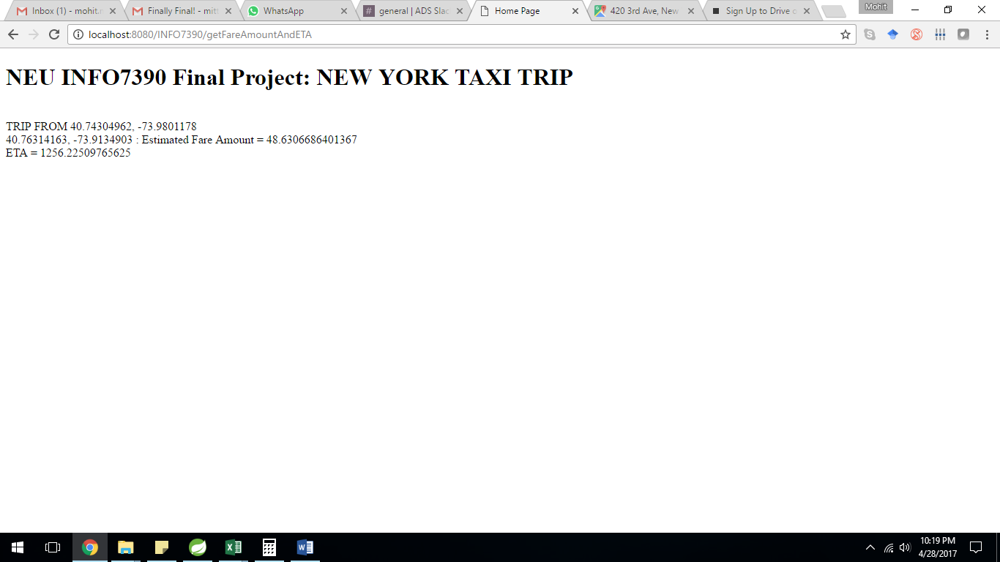 Inbox (1) - mohit.
Finally Final! - mit
WhatsApp
general | ADS Slac
Home Page
420 3rd Ave, New
Sign Up to Drive o
Mohit
localhost:8080/INFO7390/getFareAmountAndETA
NEU INFO7390 Final Project: NEW YORK TAXI TRIP
TRIP FROM 40.74304962, -73.9801178
40.76314163, -73.9134903 : Estimated Fare Amount = 48.6306686401367
ETA = 1256.22509765625
10:19 PM
4/28/2017